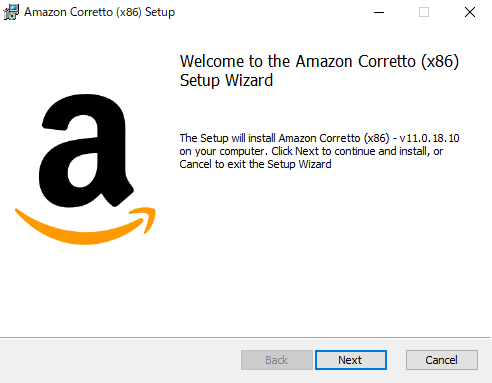 Amazon Corretto (x86) Setup
Welcome to the Amazon Corretto (x86)
Setup Wizard
a
The Setup will install Amazon Corretto (x86) - v11.0.18.10
on your computer. Click Next to continue and install, or
Cancel to exit the Setup Wizard
Back
Next
Cancel